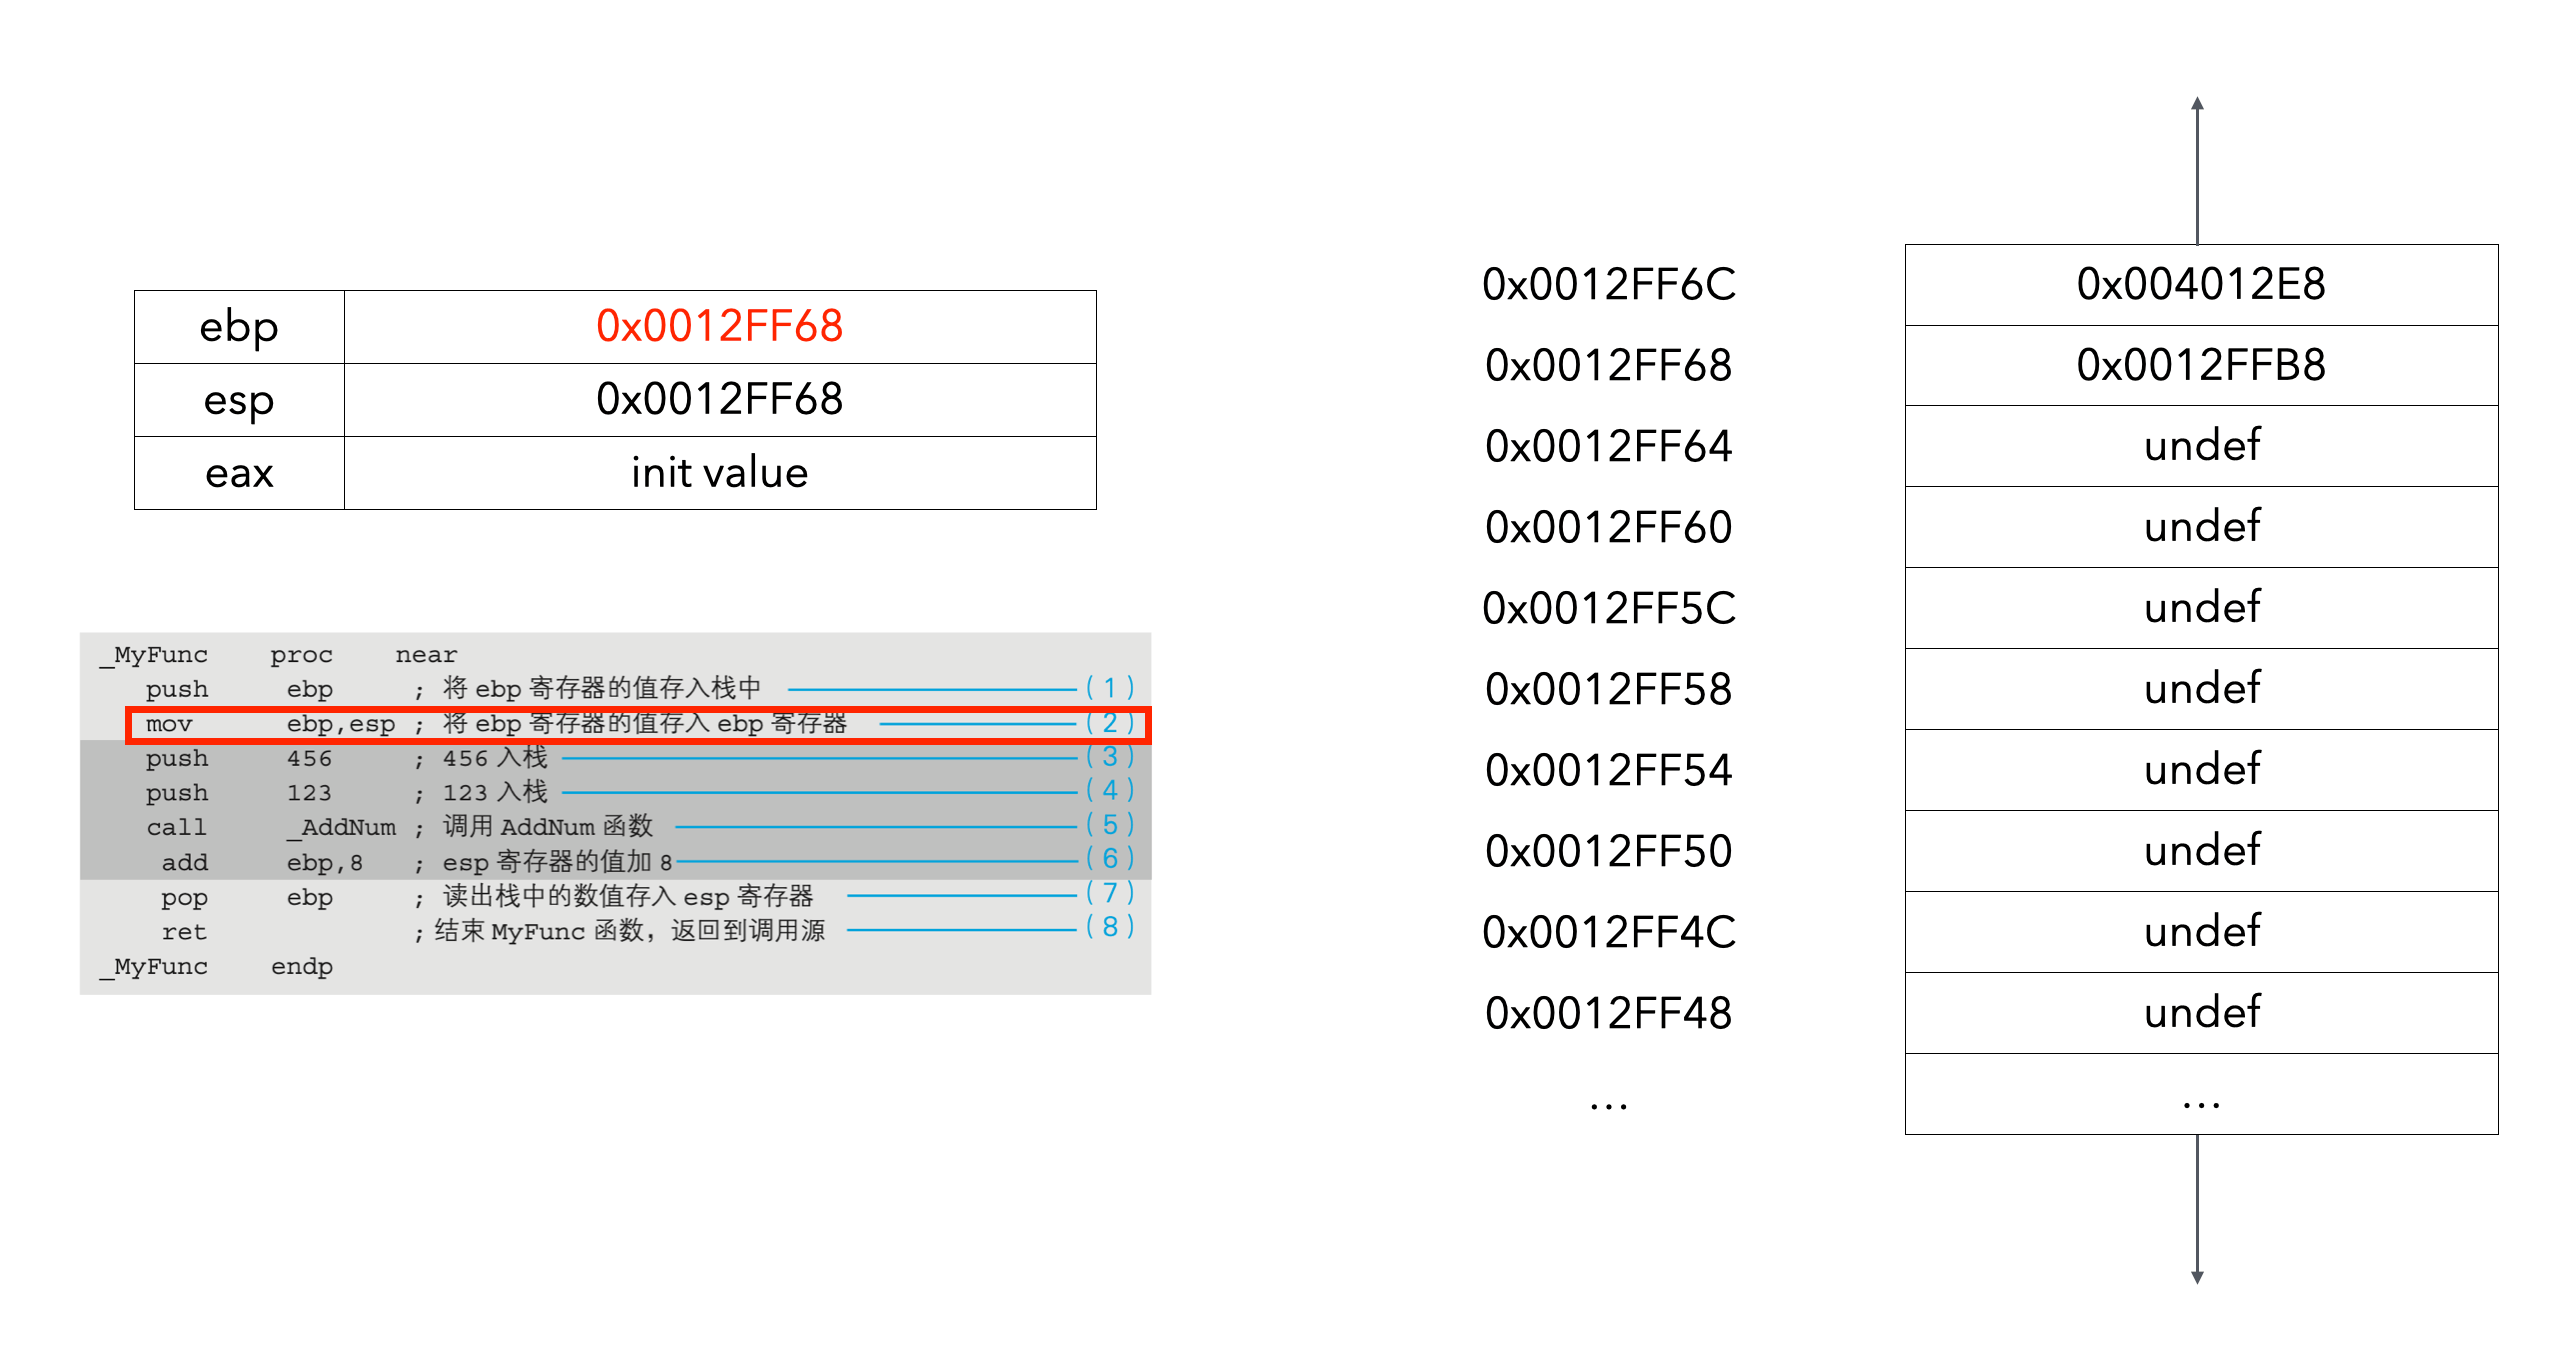 ebp 0x0012FF68
esp 0x0012FF68
eax init value
_MyFunc proc near
push ebp ; 将 ebp 寄存器的值存入栈中 (1)
mov ebp,esp ; 将 ebp 寄存器的值存入 ebp 寄存器 (2)
push 456 ; 456 入栈 (3)
push 123 ; 123 入栈 (4)
call _AddNum ; 调用 AddNum 函数 (5)
add ebp,8 ; esp 寄存器的值加 8 (6)
pop ebp ; 读出栈中的数值存入 esp 寄存器 (7)
ret ; 结束 MyFunc 函数，返回到调用源 (8)
_MyFunc endp
0x0012FF6C 0x004012E8
0x0012FF68 0x0012FFB8
0x0012FF64 undef
0x0012FF60 undef
0x0012FF5C undef
0x0012FF58 undef
0x0012FF54 undef
0x0012FF50 undef
0x0012FF4C undef
0x0012FF48 undef
... ...